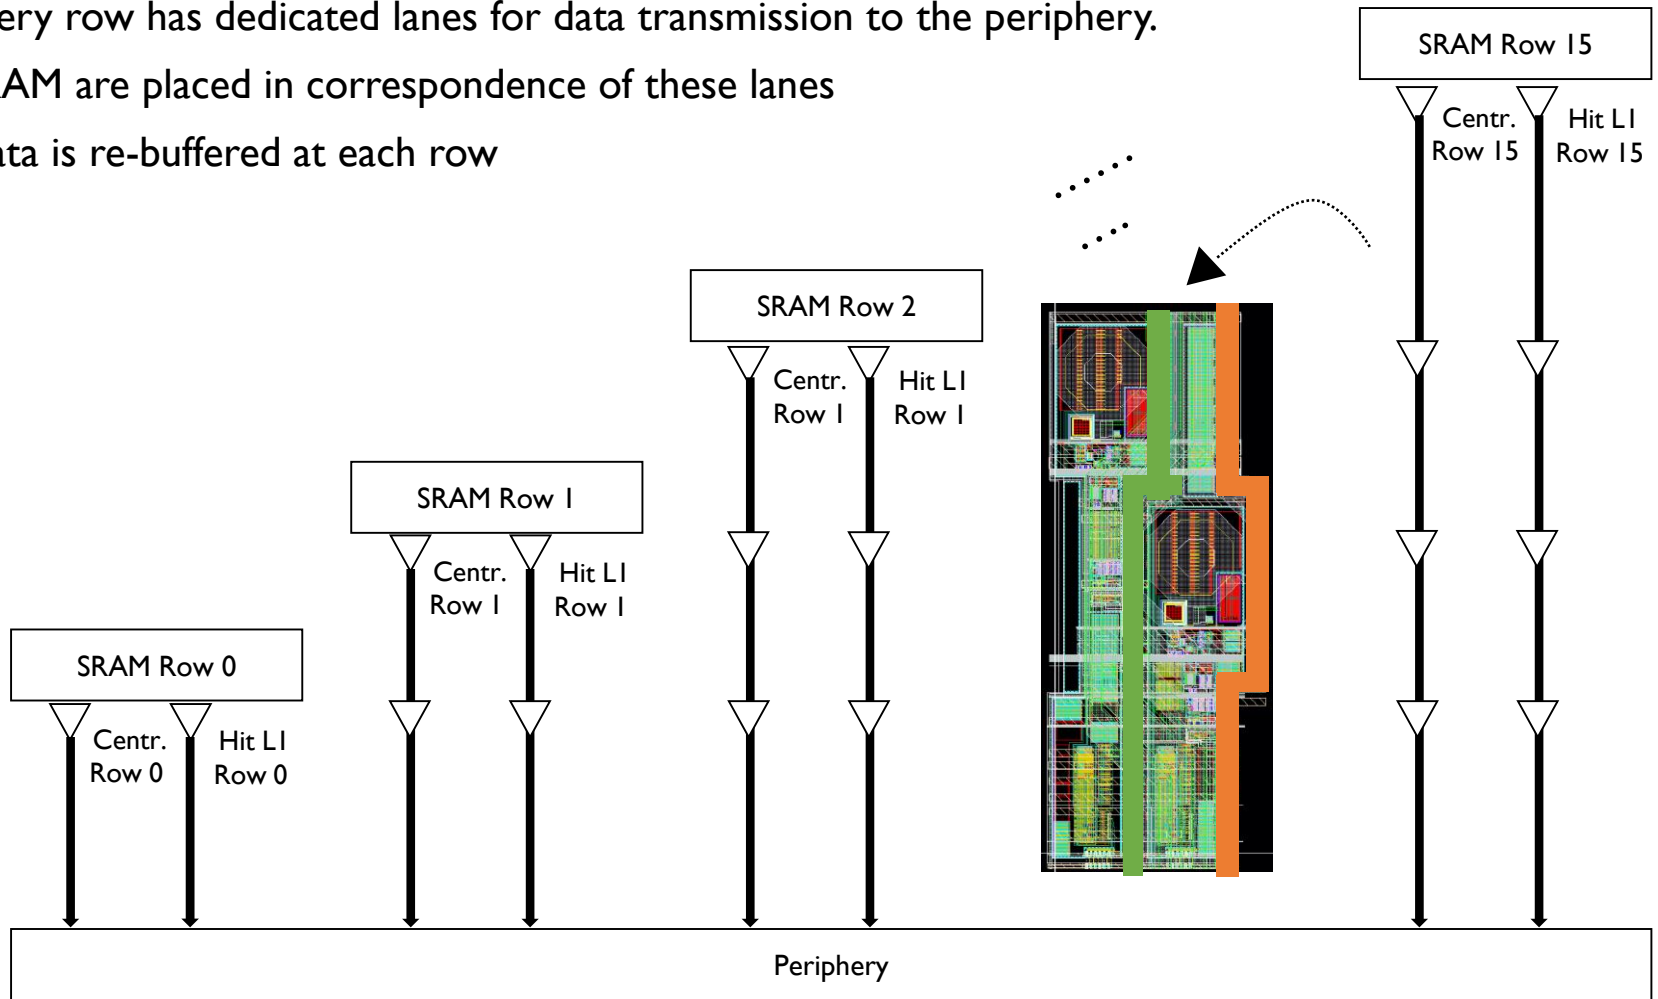 ery row has dedicated lanes for data transmission to the periphery.
AM are placed in correspondence of these lanes
ata is re-buffered at each row
SRAM Row 15
Centr.
Row 15
Hit L1
Row 15
SRAM Row 2
Centr.
Row 1
Hit L1
Row 1
SRAM Row 1
Centr.
Row 1
Hit L1
Row 1
SRAM Row 0
Centr.
Row 0
Hit L1
Row 0
Periphery